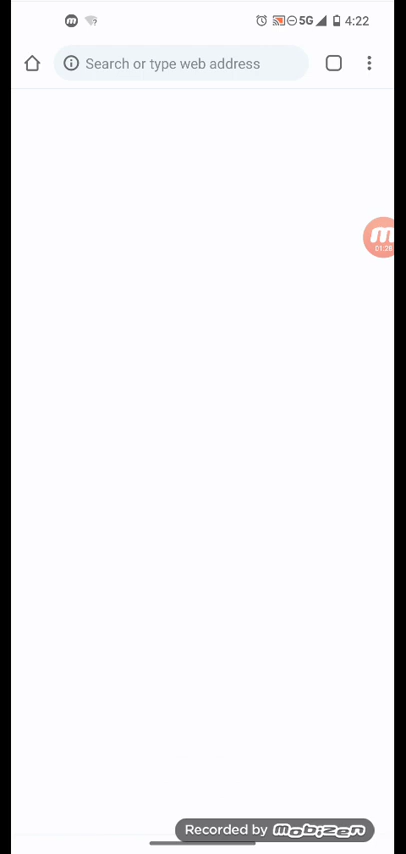 m ? 5G 4:22
Search or type web address
m
01:28
Recorded by mobizen